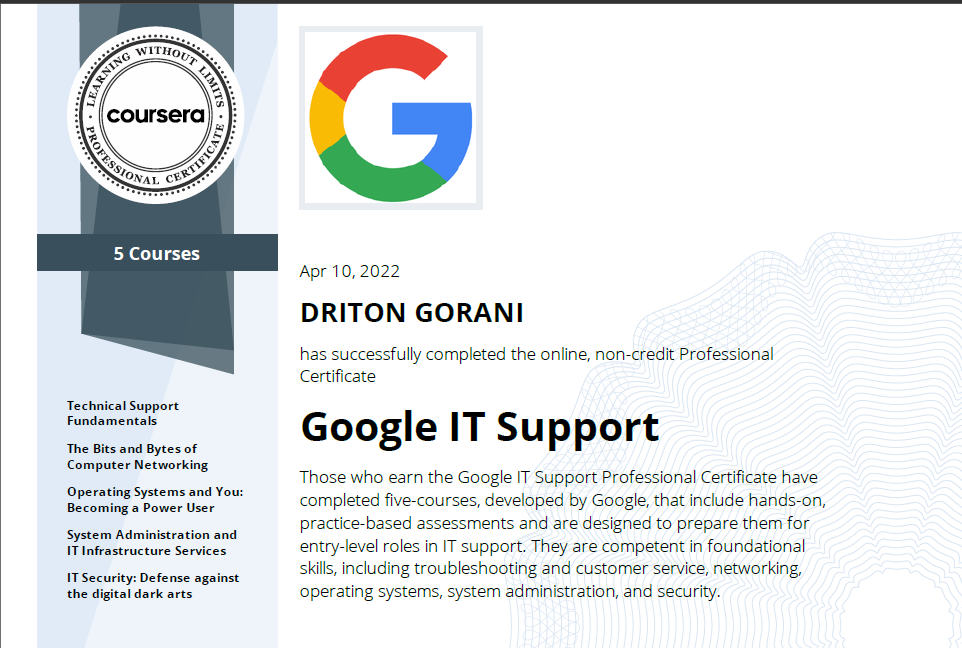 LEARNING WITHOUT LIMITS
coursera
PROFESSIONAL CERTIFICATE
5 Courses
Technical Support
Fundamentals
The Bits and Bytes of
Computer Networking
Operating Systems and You:
Becoming a Power User
System Administration and
IT Infrastructure Services
IT Security: Defense against
the digital dark arts
G
Apr 10, 2022
DRITON GORANI
has successfully completed the online, non-credit Professional
Certificate
Google IT Support
Those who earn the Google IT Support Professional Certificate have
completed five-courses, developed by Google, that include hands-on,
practice-based assessments and are designed to prepare them for
entry-level roles in IT support. They are competent in foundational
skills, including troubleshooting and customer service, networking,
operating systems, system administration, and security.